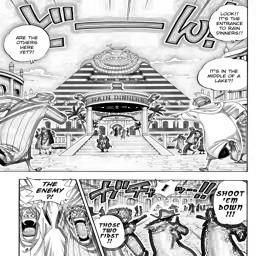 LOOK!!
IT'S THE
ENTRANCE
TO RAIN
DINNERS!!
ARE THE
OTHERS
HERE
YET?!
IT'S IN THE
MIDDLE OF
A LAKE?!
RAIN DINNERS
SHOOT
'EM
DOWN
!!!
THE
ENEMY
?!
THOSE
TWO
FIRST
!!